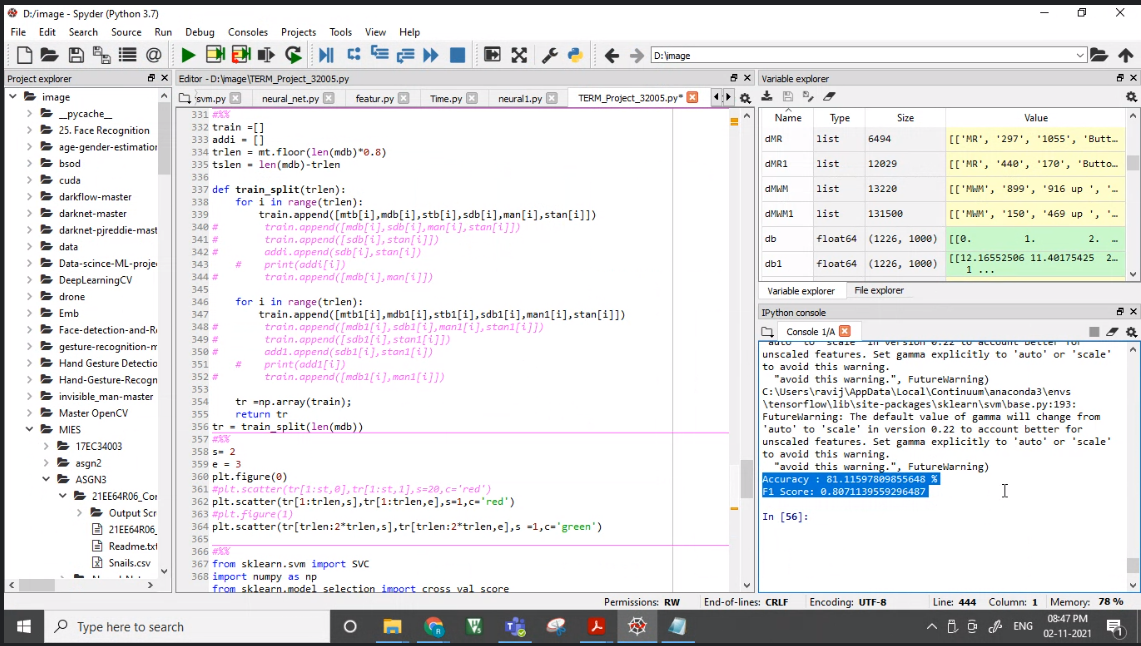 D:/image - Spyder (Python 3.7)
File Edit Search Source Run Debug Consoles Projects Tools View Help
D:\image
Project explorer
image
__pycache__
25. Face Recognition
age-gender-estimation
bsod
cuda
darkflow-master
darknet-master
darknet-pjreddie-mast
data
Data-scince-ML-proje
DeepLearningCV
drone
Emb
Face-detection-and-R
gesture-recognition-m
Hand Gesture Detectio
Hand-Gesture-Recogn
invisible_man-master
Master OpenCV
MIES
17EC34003
asgn2
ASGN3
21EE64R06_Cor
Output Scr
21EE64R06_
Readme.txt
Snails.csv
Editor - D:\image\TERM_Project_32005.py
svm.py neural_net.py featur.py Time.py neural1.py TERM_Project_32005.py*
331 #%%
332 train =[]
333 addi = []
334 trlen = mt.floor(len(mdb)*0.8)
335 tslen = len(mdb)-trlen
336
337 def train_split(trlen):
338 for i in range(trlen):
339 train.append([mtb[i],mdb[i],stb[i],sdb[i],man[i],stan[i]])
340 # train.append([mdb[i],sdb[i],man[i],stan[i]])
341 # train.append([sdb[i],stan[i]])
342 # addi.append(sdb[i],stan[i])
343 # print(addi[i])
344 # train.append([mdb[i],man[i]])
345
346 for i in range(trlen):
347 train.append([mtb1[i],mdb1[i],stb1[i],sdb1[i],man1[i],stan[i]])
348 # train.append([mdb1[i],sdb1[i],man1[i],stan1[i]])
349 # train.append([sdb1[i],stan1[i]])
350 # add1.append(sdb1[i],stan1[i])
351 # print(add1[i])
352 # train.append([mdb1[i],man1[i]])
353
354 tr =np.array(train);
355 return tr
356 tr = train_split(len(mdb))
357 #%%
358 s= 2
359 e = 3
360 plt.figure(0)
361 #plt.scatter(tr[1:st,0],tr[1:st,1],s=20,c='red')
362 plt.scatter(tr[1:trlen,s],tr[1:trlen,e],s=1,c='red')
363 #plt.figure(1)
364 plt.scatter(tr[trlen:2*trlen,s],tr[trlen:2*trlen,e],s =1,c='green')
365
366 #%%
367 from sklearn.svm import SVC
368 import numpy as np
from sklearn.model_selection import cross_val_score
Variable explorer
Name Type Size Value
dMR list 6494 [['MR', '297', '1055', 'Butt…
dMR1 list 12029 [['MR', '440', '170', 'Butto…
dMWM list 13220 [['MWM', '899', '916 up ', '…
dMWM1 list 131500 [['MWM', '150', '469 up ', '…
db float64 (1226, 1000) [[0. 1. 2. …
db1 float64 (1226, 1000) [[12.16552506 11.40175425 2…
1 ...
Variable explorer File explorer
IPython console
Console 1/A
'auto' to 'scale' in version 0.22 to account better for
unscaled features. Set gamma explicitly to 'auto' or 'scale'
to avoid this warning.
"avoid this warning.", FutureWarning)
C:\Users\ravij\AppData\Local\Continuum\anaconda3\envs
\tensorflow\lib\site-packages\sklearn\svm\base.py:193:
FutureWarning: The default value of gamma will change from
'auto' to 'scale' in version 0.22 to account better for
unscaled features. Set gamma explicitly to 'auto' or 'scale'
to avoid this warning.
"avoid this warning.", FutureWarning)
Accuracy : 81.11597809855648 %
F1 Score: 0.8071139559296487
In [56]:
Permissions: RW End-of-lines: CRLF Encoding: UTF-8 Line: 444 Column: 1 Memory: 78 %
Type here to search
ENG
08:47 PM
02-11-2021
1